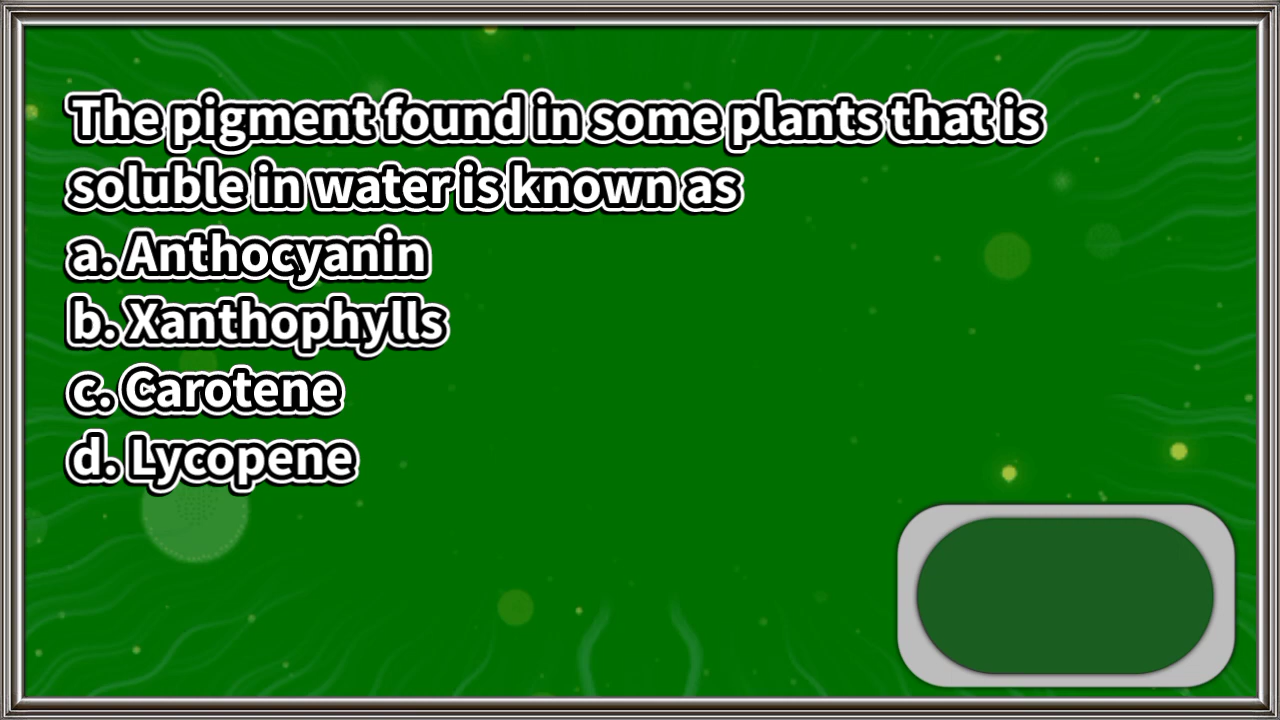 The pigment found in some plants that is
soluble in water is known as
a. Anthocyanin
b. Xanthophylls
c. Carotene
d. Lycopene